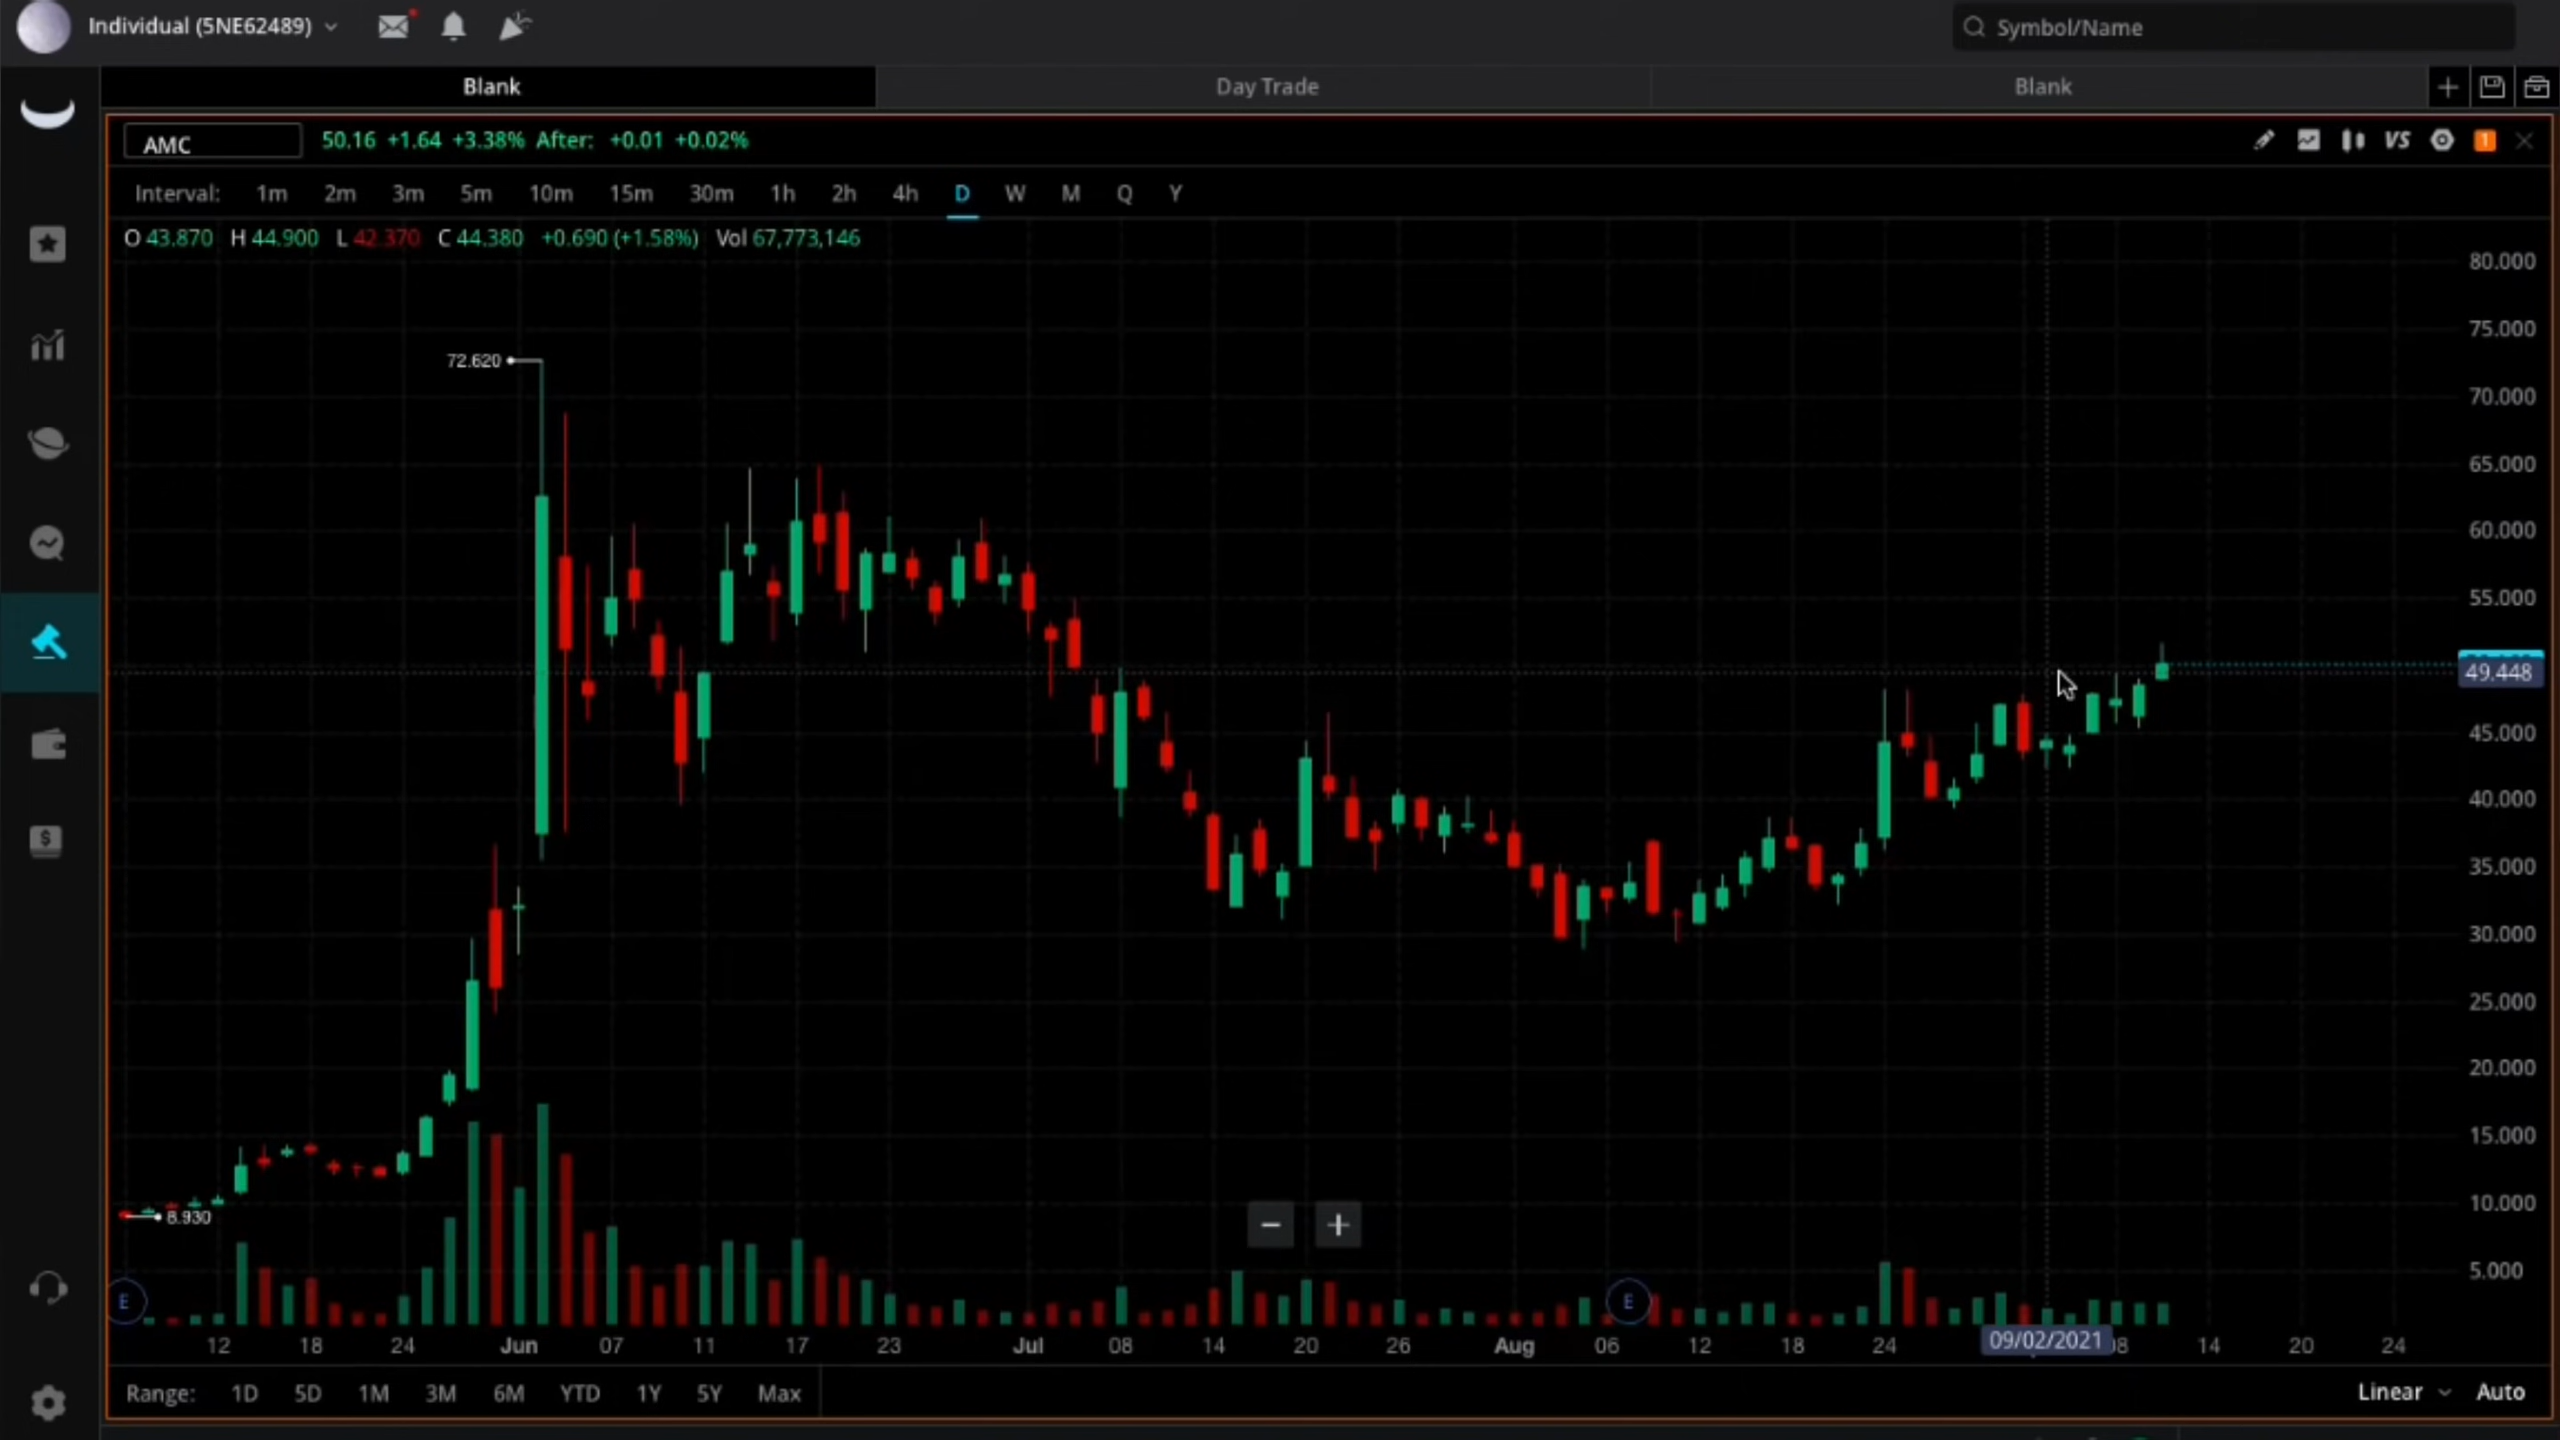 Individual (5NE62489)
Symbol/Name
Blank Day Trade Blank
AMC 50.16 +1.64 +3.38% After: +0.01 +0.02% VS 1
Interval: 1m 2m 3m 5m 10m 15m 30m 1h 2h 4h D W M Q Y
O 43.870 H 44.900 L 42.370 C 44.380 +0.690 (+1.58%) Vol 67,773,146
80.000
75.000
72.620
70.000
65.000
60.000
55.000
49.448
45.000
40.000
35.000
30.000
25.000
20.000
15.000
10.000
8.930
5.000
E E
12 18 24 Jun 07 11 17 23 Jul 08 14 20 26 Aug 06 12 18 24 09/02/2021 14 20 24
Range: 1D 5D 1M 3M 6M YTD 1Y 5Y Max Linear Auto